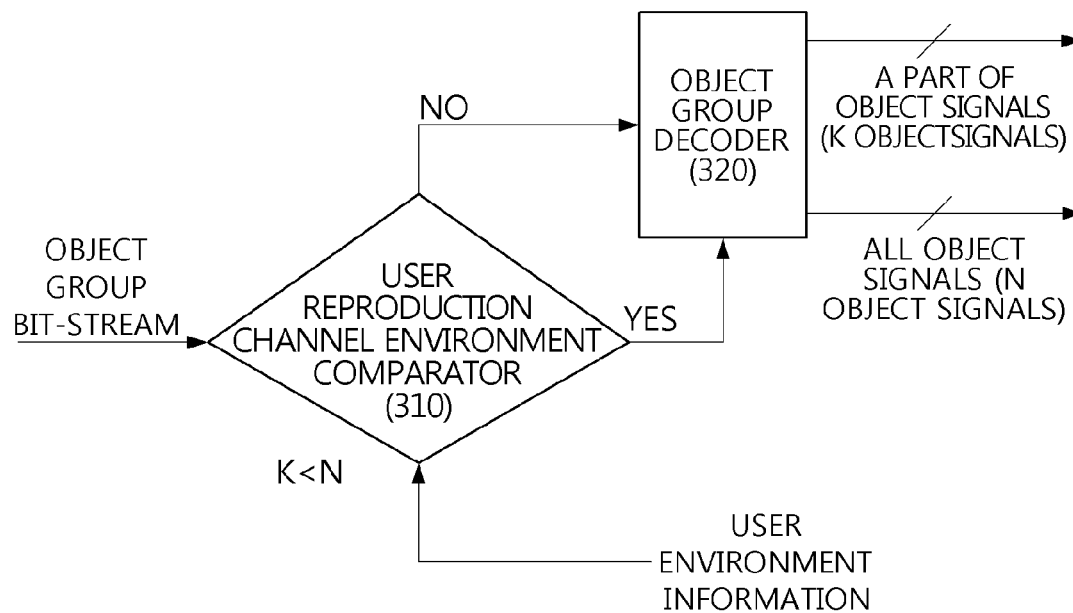 OBJECT
GROUP
BIT-STREAM
USER
REPRODUCTION
CHANNEL ENVIRONMENT
COMPARATOR
(310)
K<N
NO
YES
USER
ENVIRONMENT
INFORMATION
OBJECT
GROUP
DECODER
(320)
A PART OF
OBJECT SIGNALS
(K OBJECTSIGNALS)
ALL OBJECT
SIGNALS (N
OBJECT SIGNALS)